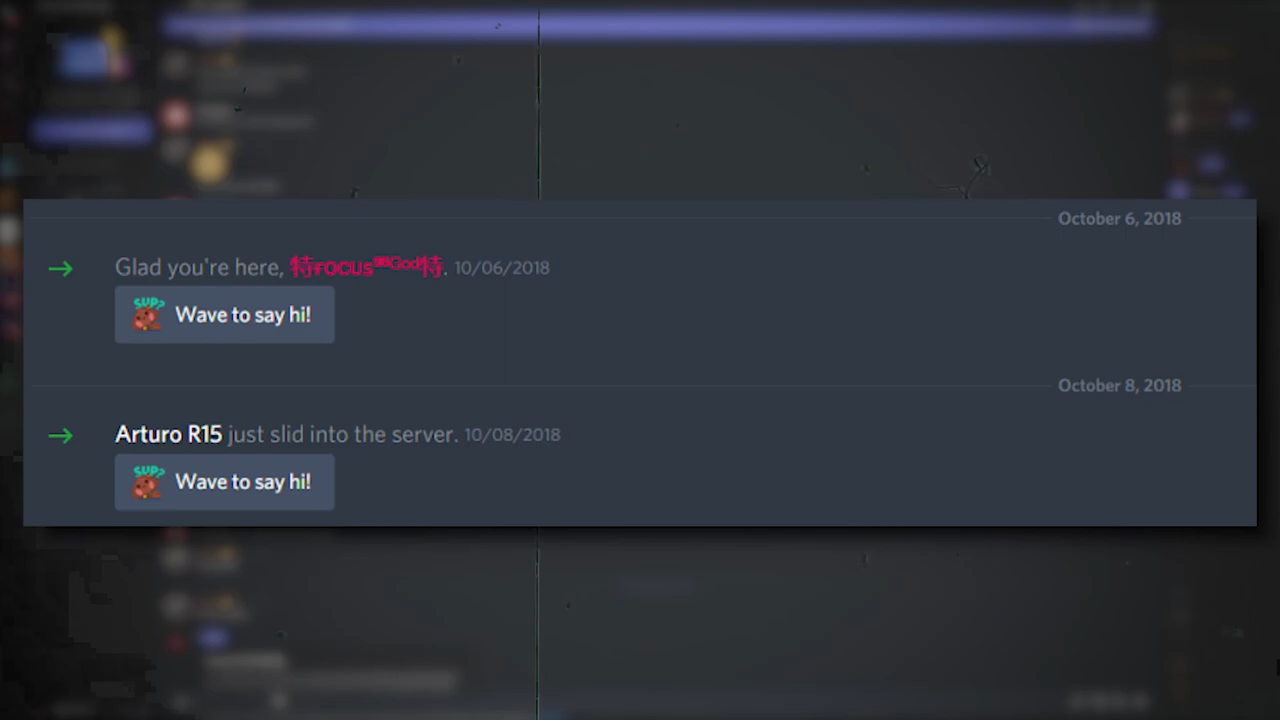 October 6, 2018
Glad you're here, 特FOCUsᴳᵒᵈ特. 10/06/2018
SUP? Wave to say hi!
October 8, 2018
Arturo R15 just slid into the server. 10/08/2018
SUP? Wave to say hi!